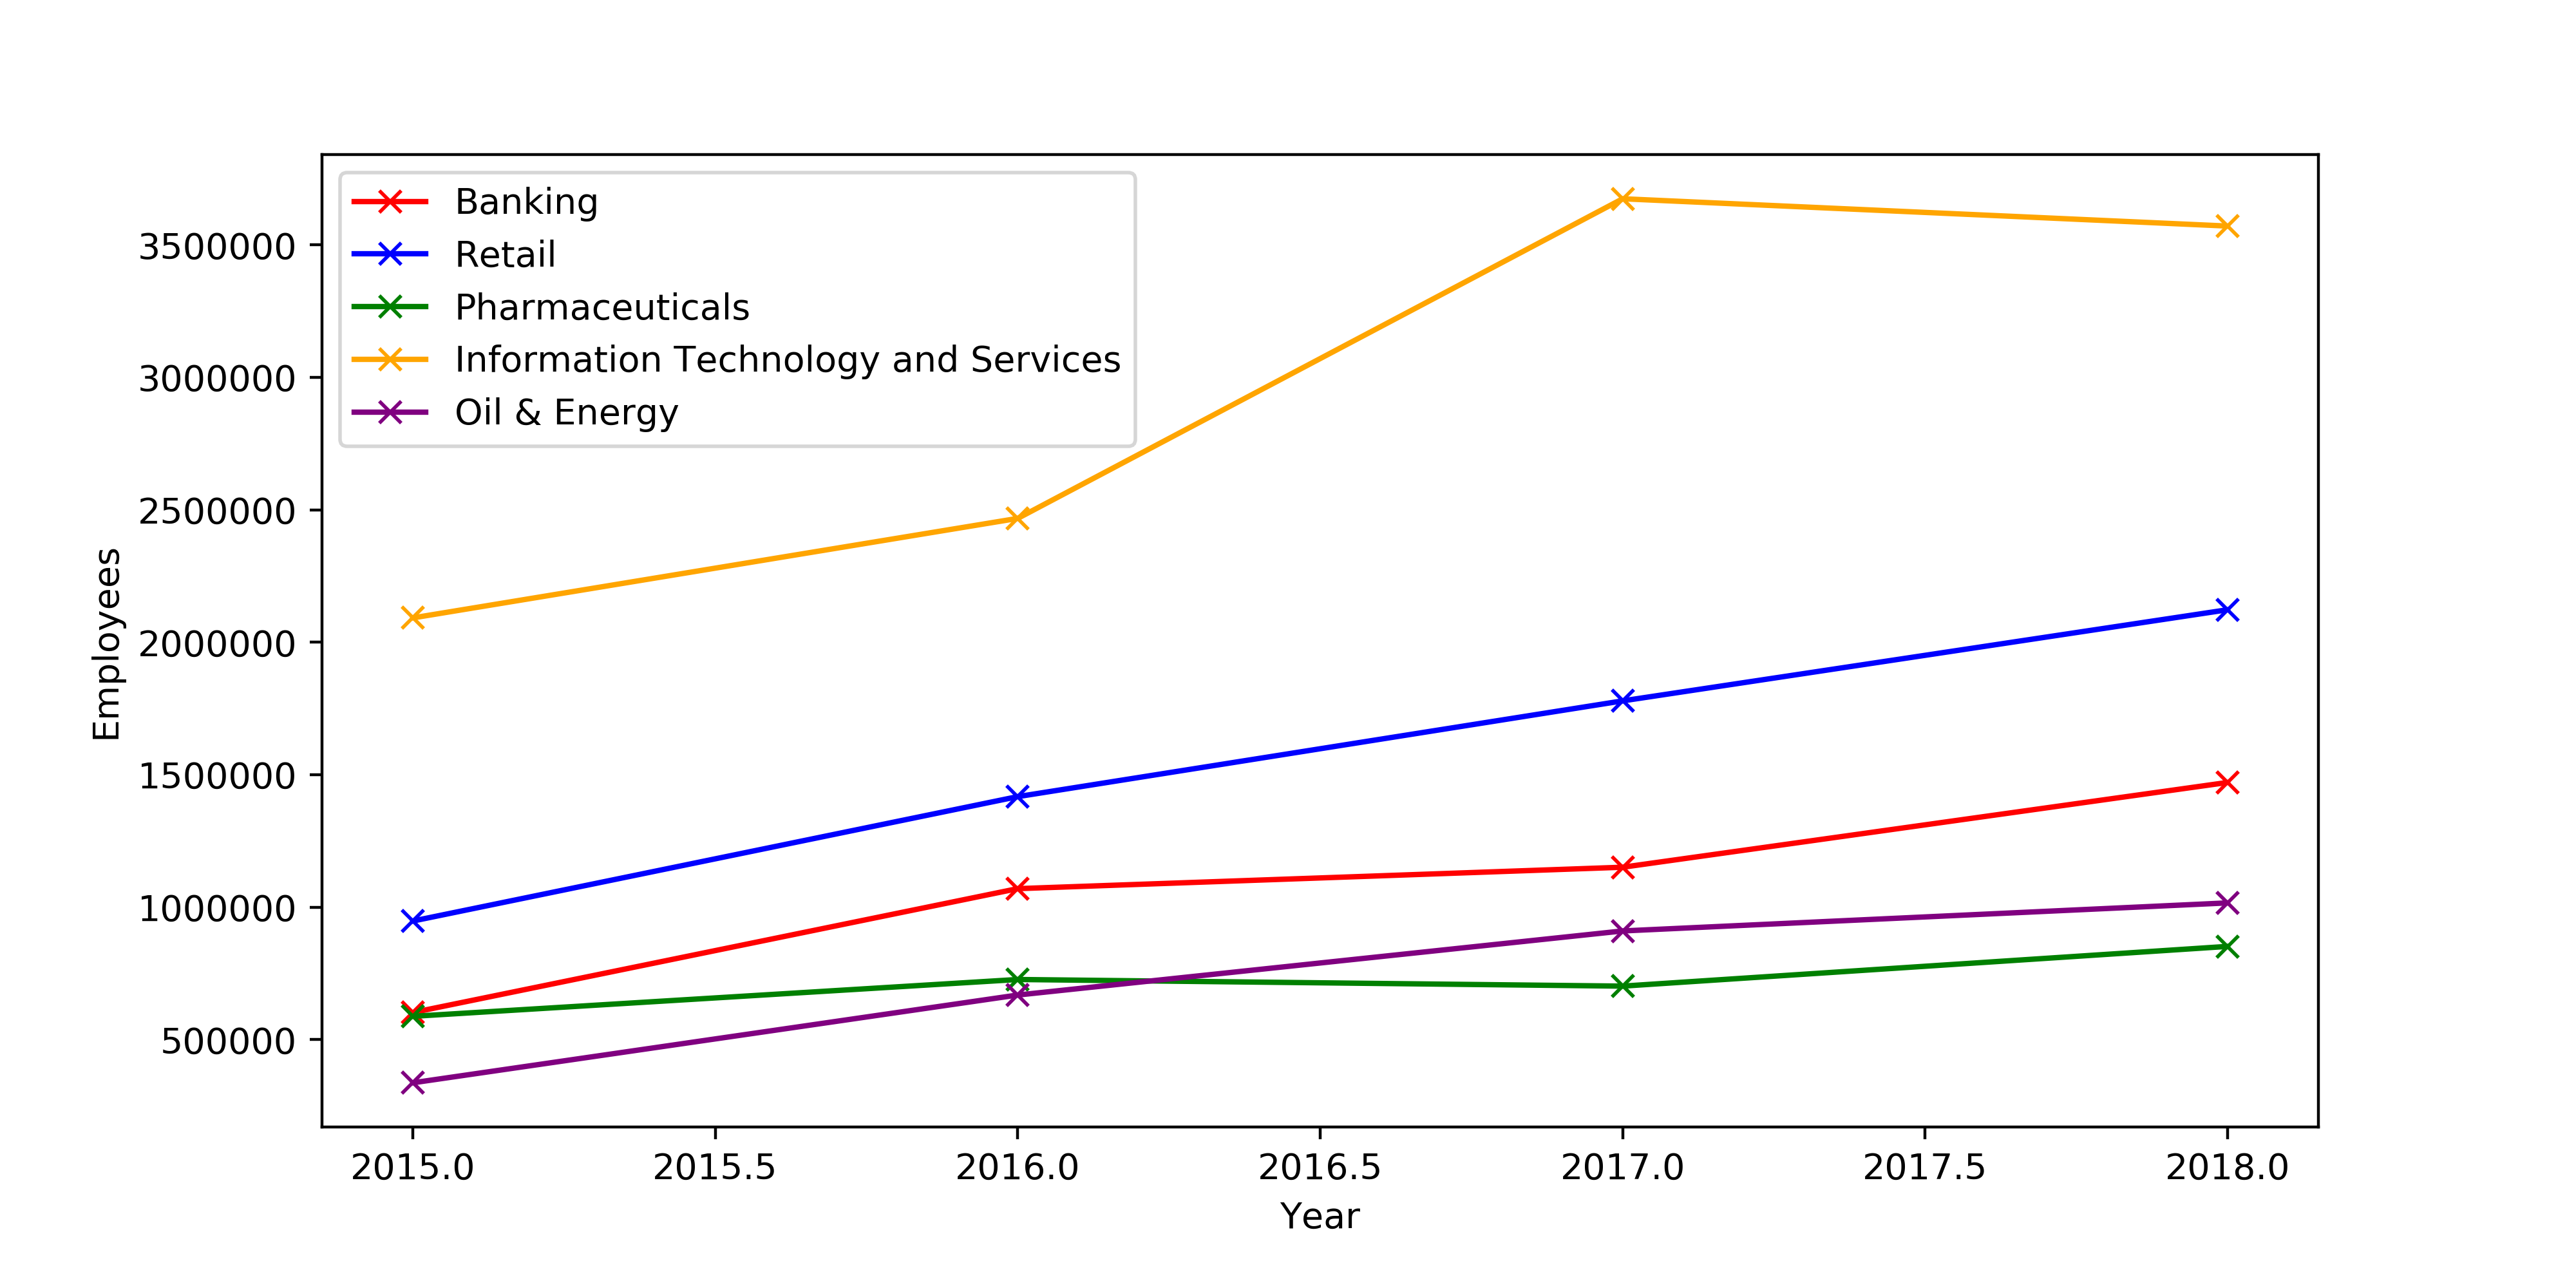 Banking
Retail
Pharmaceuticals
Information Technology and Services
Oil & Energy
3500000
3000000
2500000
2000000
1500000
1000000
500000
Employees
2015.0 2015.5 2016.0 2016.5 2017.0 2017.5 2018.0
Year